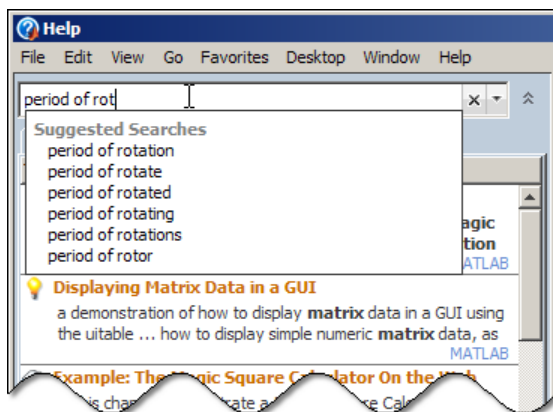 Help
File Edit View Go Favorites Desktop Window Help
period of rot
Suggested Searches
period of rotation
period of rotate
period of rotated
period of rotating
period of rotations
period of rotor
agic
tion
ATLAB
Displaying Matrix Data in a GUI
a demonstration of how to display matrix data in a GUI using
the uitable ... how to display simple numeric matrix data, as
MATLAB
Example: The Magic Square Calculator On the Web